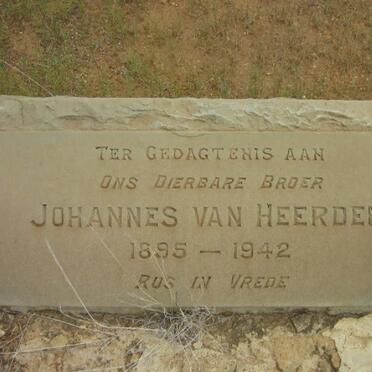 TER GEDAGTENIS AAN
ONS DIERBARE BROER
JOHANNES VAN HEERDEN
1895 — 1942
RUS IN VREDE